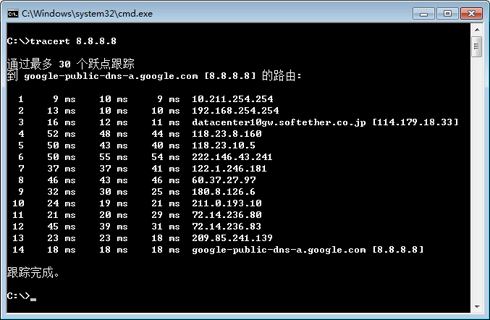 C:\Windows\system32\cmd.exe
C:\>tracert 8.8.8.8
通过最多 30 个跃点跟踪
到 google-public-dns-a.google.com [8.8.8.8] 的路由:
1 9 ms 10 ms 9 ms 10.211.254.254
2 13 ms 10 ms 10 ms 192.168.254.254
3 16 ms 12 ms 11 ms datacenter10gw.softether.co.jp [114.179.18.33]
4 52 ms 48 ms 44 ms 118.23.8.160
5 50 ms 43 ms 40 ms 118.23.10.5
6 50 ms 55 ms 54 ms 222.146.43.241
7 37 ms 37 ms 41 ms 122.1.246.181
8 46 ms 43 ms 46 ms 60.37.27.97
9 32 ms 30 ms 25 ms 180.8.126.6
10 24 ms 19 ms 21 ms 211.0.193.10
11 21 ms 20 ms 29 ms 72.14.236.80
12 45 ms 39 ms 31 ms 72.14.236.83
13 23 ms 23 ms 18 ms 209.85.241.139
14 18 ms 18 ms 18 ms google-public-dns-a.google.com [8.8.8.8]
跟踪完成。
C:\>_